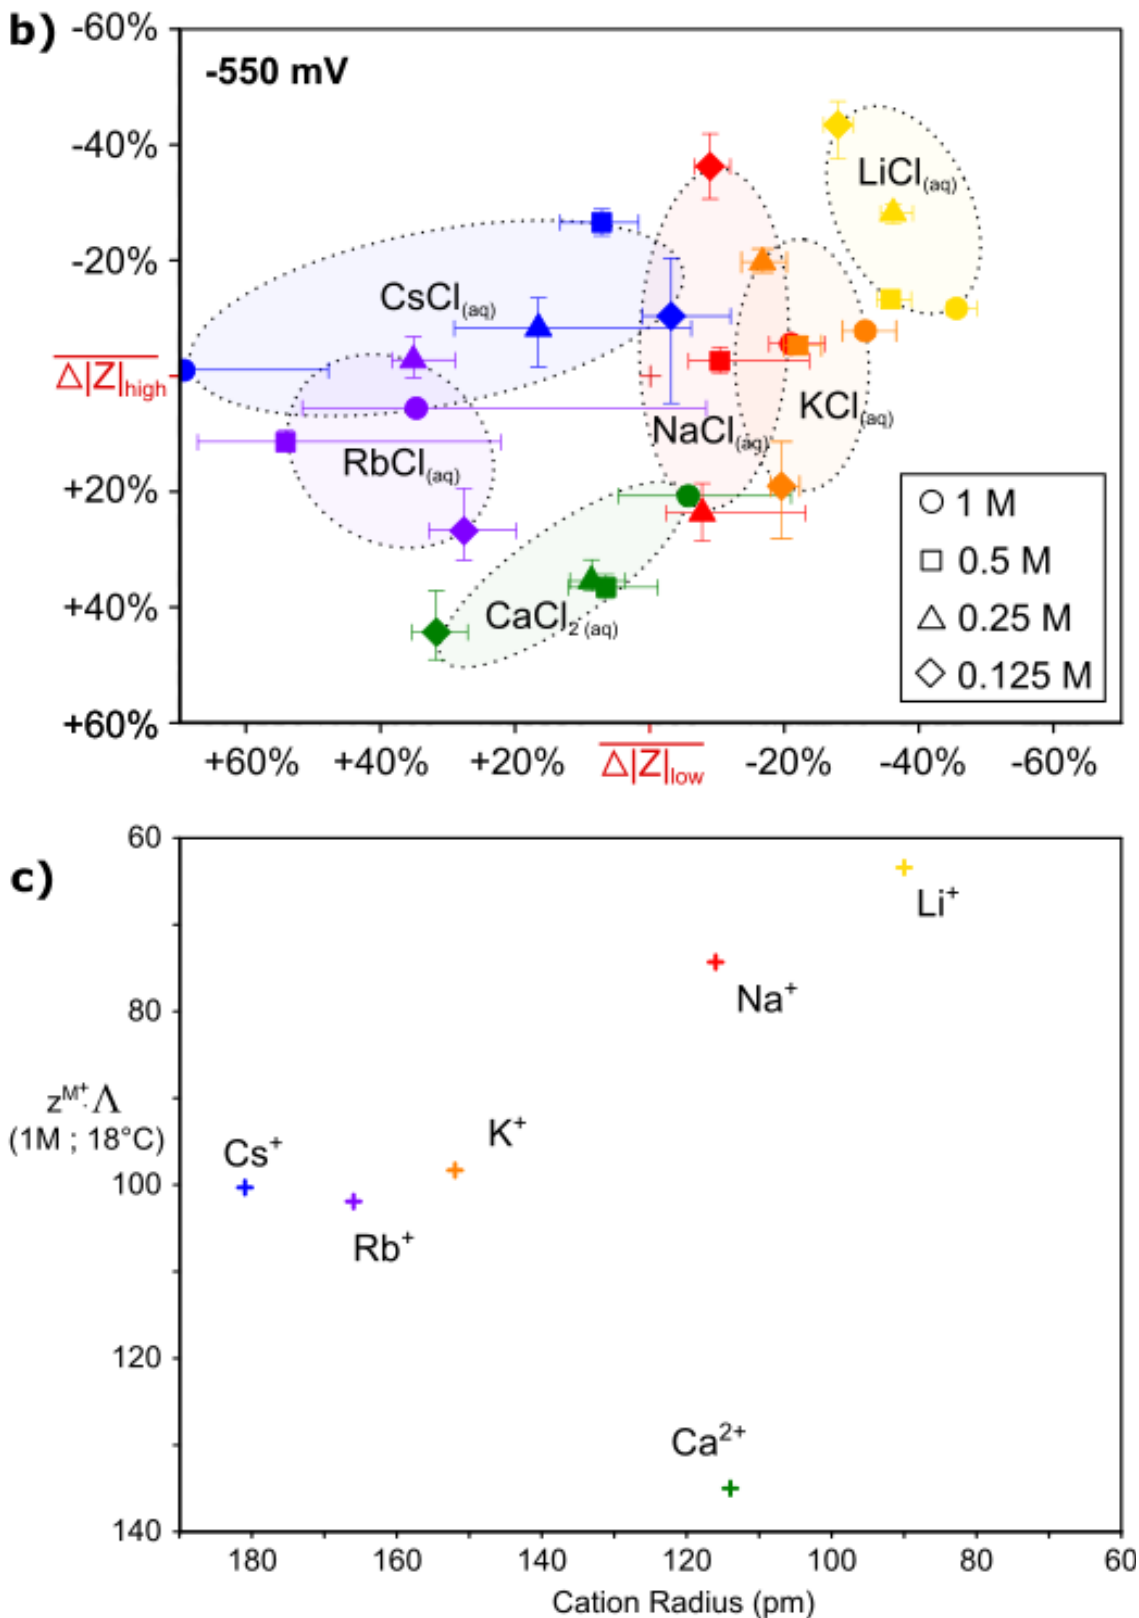 b)
-60%
-550 mV
-40%
LiCl(aq)
-20%
CsCl(aq)
Δ|Z|high
KCl(aq)
NaCl(aq)
RbCl(aq)
+20%
1 M
0.5 M
+40%
CaCl2 (aq)
0.25 M
0.125 M
+60%
+60% +40% +20% Δ|Z|low -20% -40% -60%
c)
60
Li+
Na+
80
zM+.Λ
(1M ; 18°C)
K+
Cs+
100
Rb+
120
Ca2+
140
180 160 140 120 100 80 60
Cation Radius (pm)